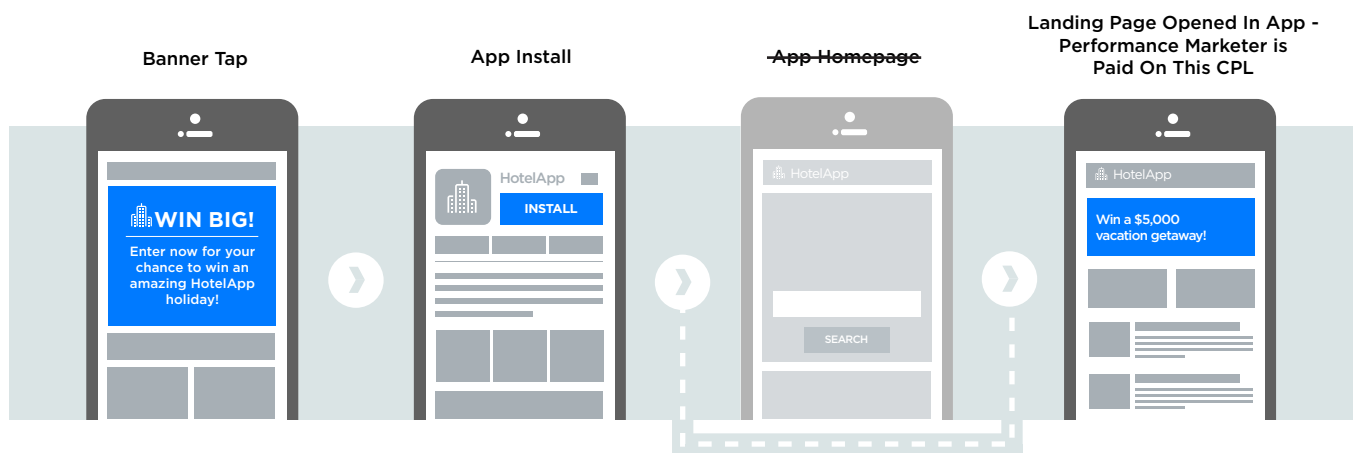 Banner Tap
App Install
App Homepage
Landing Page Opened In App -
Performance Marketer is
Paid On This CPL
WIN BIG!
Enter now for your
chance to win an
amazing HotelApp
holiday!
HotelApp
INSTALL
HotelApp
SEARCH
HotelApp
Win a $5,000
vacation getaway!